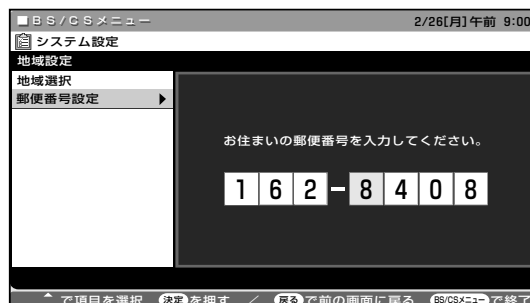 ■BS/CSメニュー 2/26[月]午前 9:00
システム設定
地域設定
地域選択
郵便番号設定
お住まいの郵便番号を入力してください。
162-8408
で項目を選択 決定を押す / 戻るで前の画面に戻る BS/CSメニューで終了